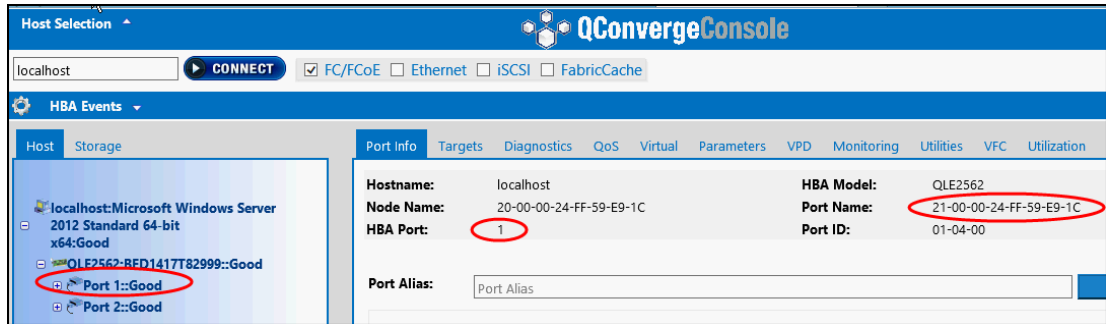 Host Selection
QConvergeConsole
localhost CONNECT FC/FCoE Ethernet iSCSI FabricCache
HBA Events
Host Storage
localhost:Microsoft Windows Server
2012 Standard 64-bit
x64:Good
QLE2562:BFD1417T82999::Good
Port 1::Good
Port 2::Good
Port Info Targets Diagnostics QoS Virtual Parameters VPD Monitoring Utilities VFC Utilization
Hostname: localhost HBA Model: QLE2562
Node Name: 20-00-00-24-FF-59-E9-1C Port Name: 21-00-00-24-FF-59-E9-1C
HBA Port: 1 Port ID: 01-04-00
Port Alias: Port Alias